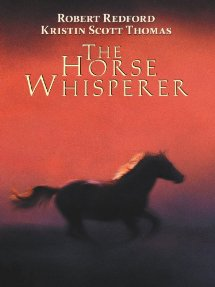 ROBERT REDFORD
KRISTIN SCOTT THOMAS
THE
HORSE
WHISPERER